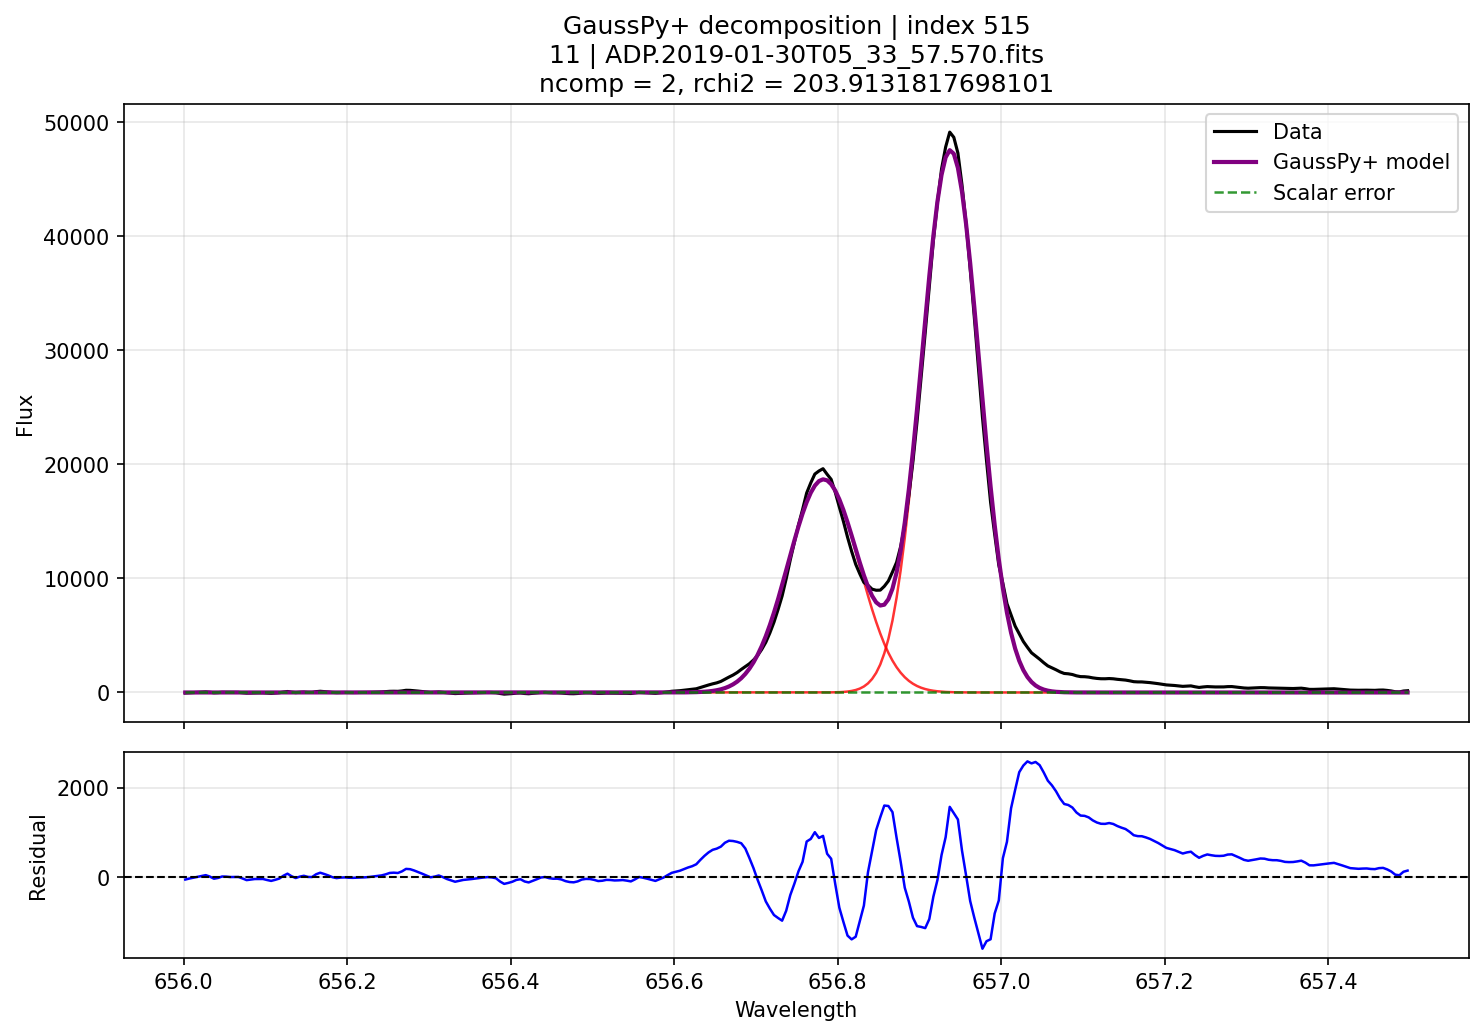 GaussPy+ decomposition | index 515
11 | ADP.2019-01-30T05_33_57.570.fits
ncomp = 2, rchi2 = 203.9131817698101
50000
40000
30000
20000
10000
0
Flux
Data
GaussPy+ model
Scalar error
2000
0
Residual
656.0
656.2
656.4
656.6
656.8
657.0
657.2
657.4
Wavelength